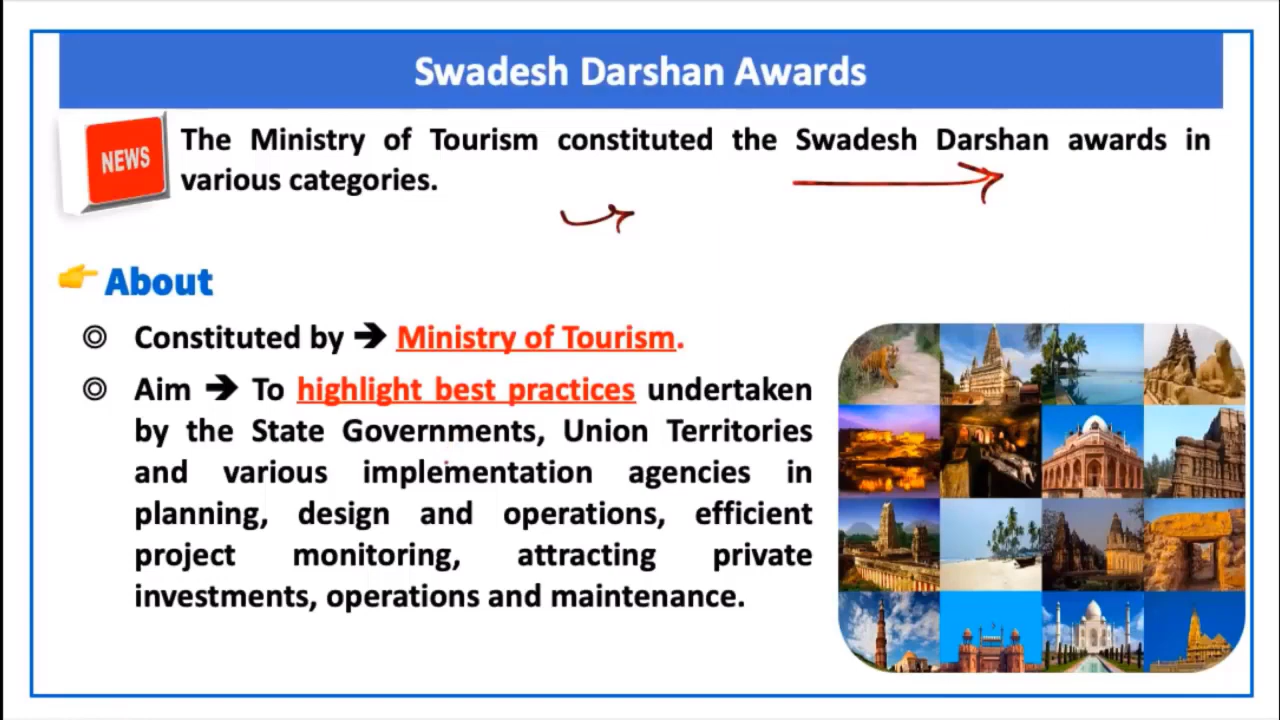 Swadesh Darshan Awards
NEWS
The Ministry of Tourism constituted the Swadesh Darshan awards in
various categories.
About
Constituted by ➔ Ministry of Tourism.
Aim ➔ To highlight best practices undertaken
by the State Governments, Union Territories
and various implementation agencies in
planning, design and operations, efficient
project monitoring, attracting private
investments, operations and maintenance.